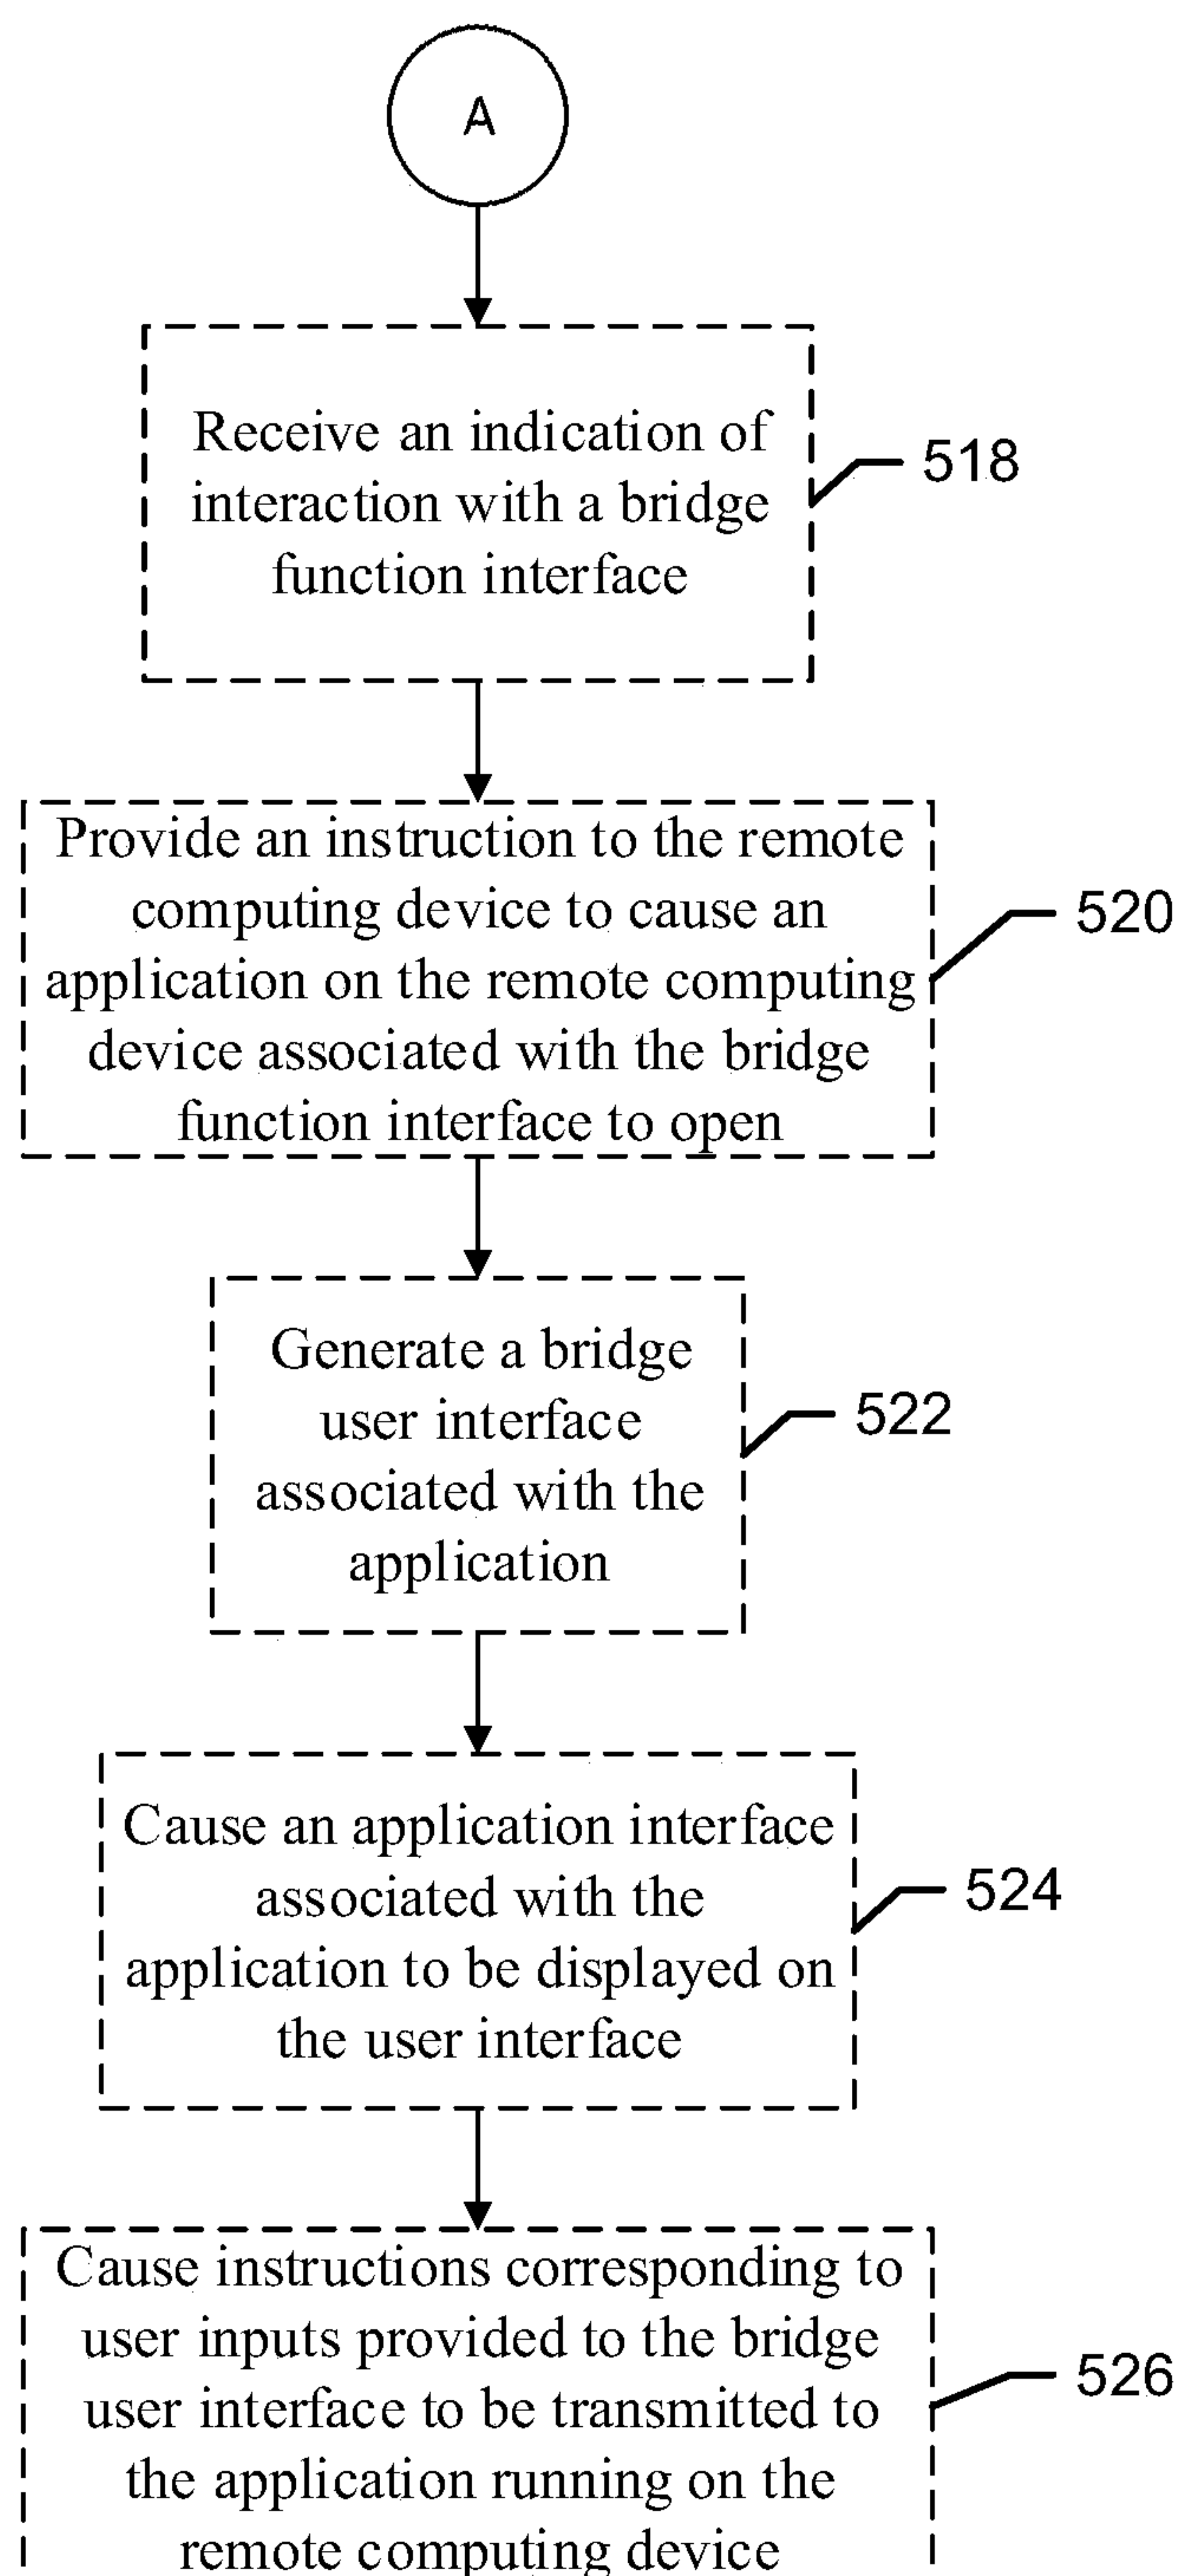 A
Receive an indication of
interaction with a bridge
function interface
518
Provide an instruction to the remote
computing device to cause an
application on the remote computing
device associated with the bridge
function interface to open
520
Generate a bridge
user interface
associated with the
application
522
Cause an application interface
associated with the
application to be displayed on
the user interface
524
Cause instructions corresponding to
user inputs provided to the bridge
user interface to be transmitted to
the application running on the
remote computing device
526